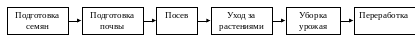 Подготовка
семян
Подготовка
почвы
Посев
Уход за
растениями
Уборка
урожая
Переработка